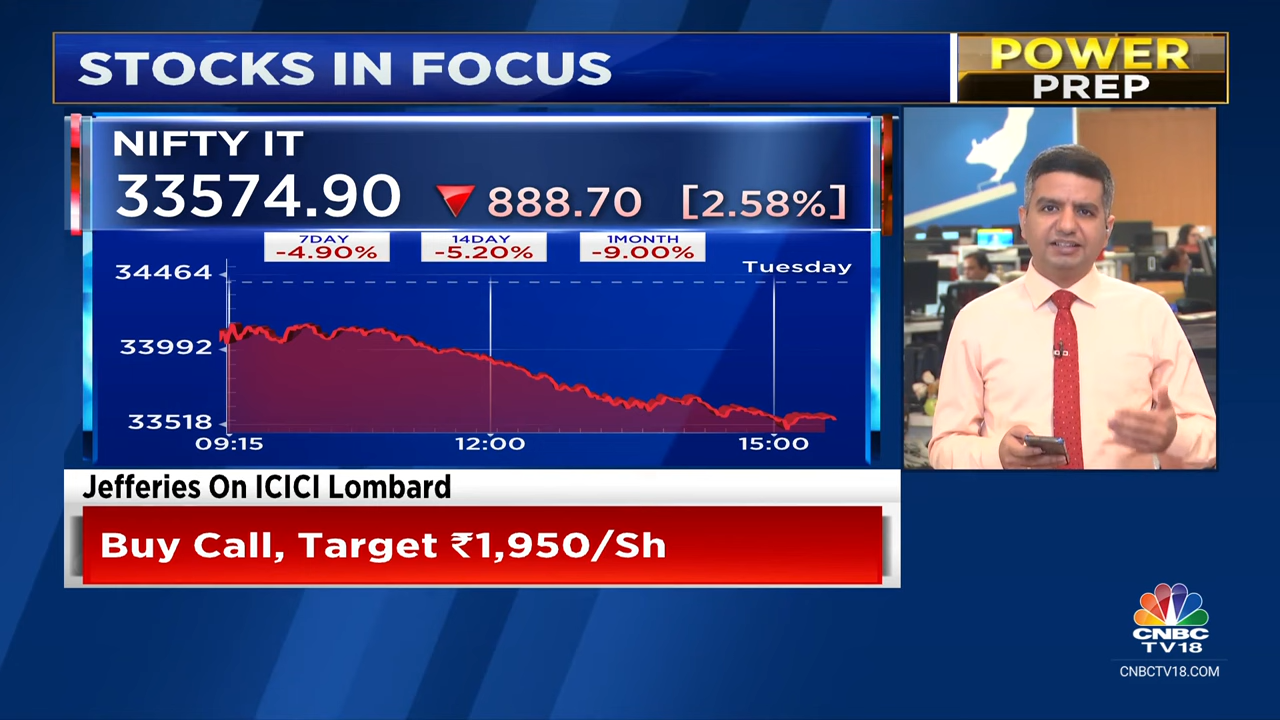 STOCKS IN FOCUS
POWER
PREP
NIFTY IT
33574.90 ▼ 888.70 [2.58%]
7DAY
-4.90%
14DAY
-5.20%
1MONTH
-9.00%
Tuesday
34464
33992
33518
09:15 12:00 15:00
Jefferies On ICICI Lombard
Buy Call, Target ₹1,950/Sh
CNBC
TV18
CNBCTV18.COM